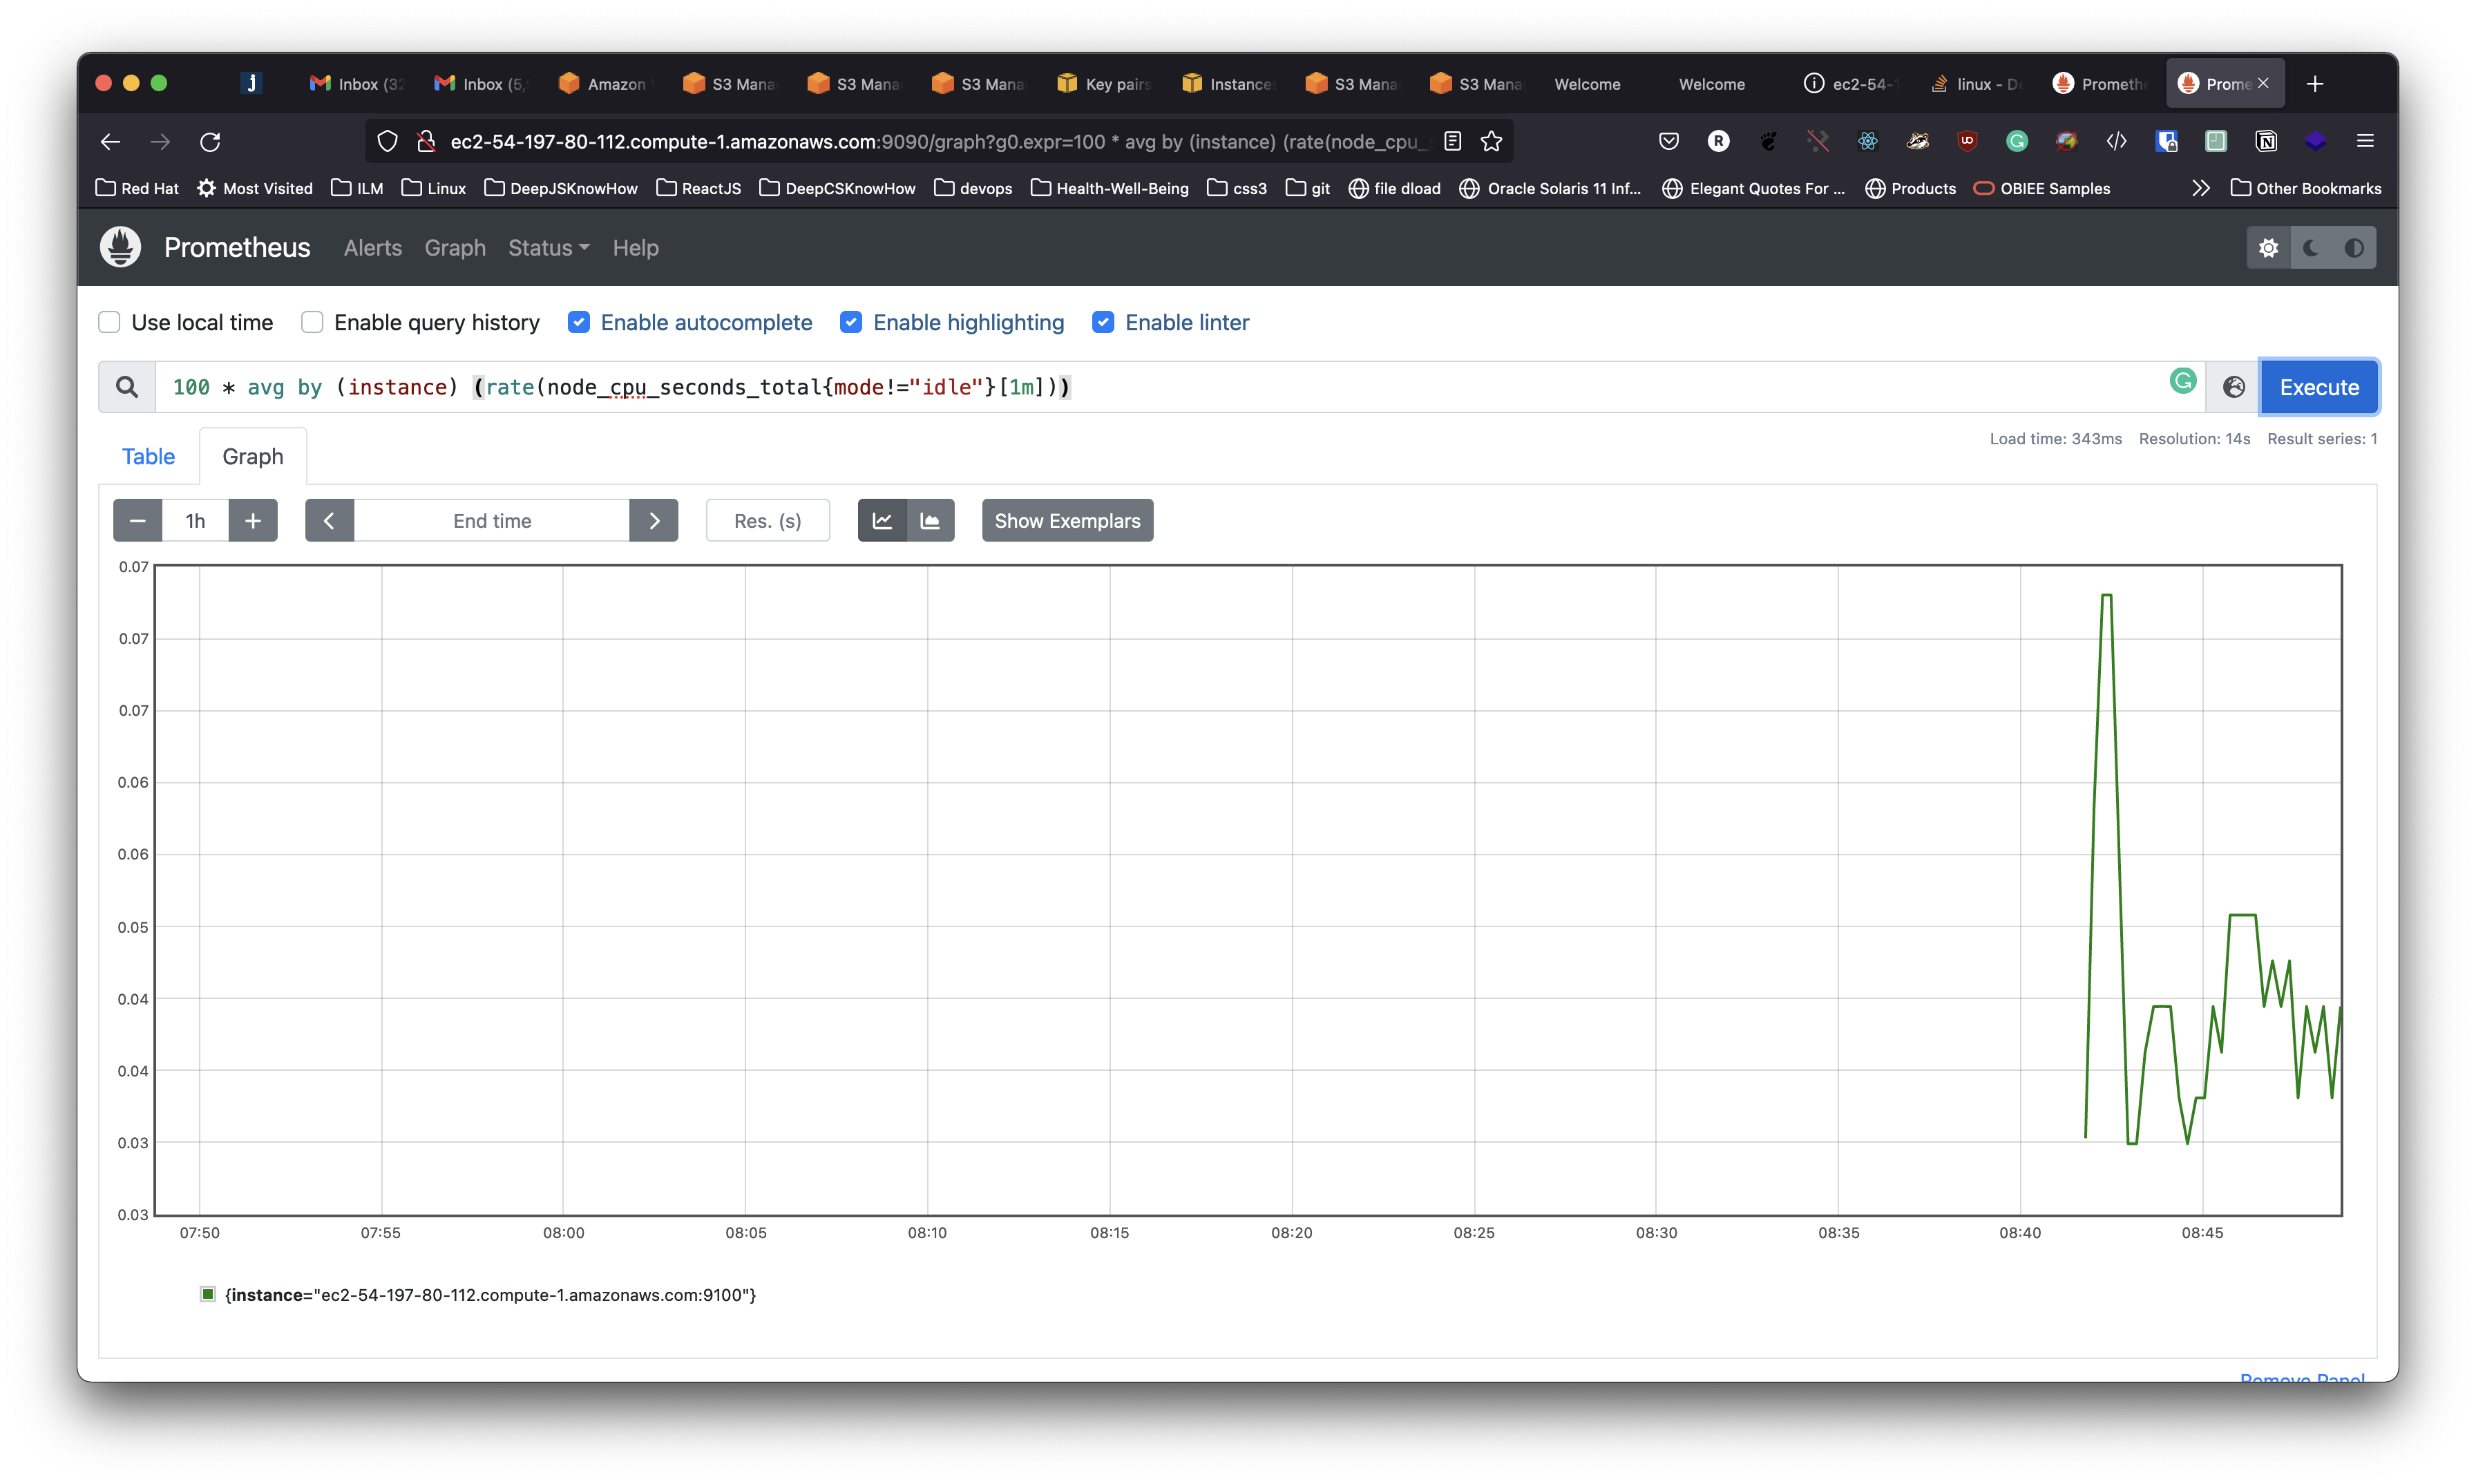 j Inbox (32 Inbox (5, Amazon S3 Mana S3 Mana S3 Mana Key pairs Instances S3 Mana S3 Mana Welcome Welcome ec2-54- linux - De Promethe Prome
ec2-54-197-80-112.compute-1.amazonaws.com:9090/graph?g0.expr=100 * avg by (instance) (rate(node_cpu_
Red Hat Most Visited ILM Linux DeepJSKnowHow ReactJS DeepCSKnowHow devops Health-Well-Being css3 git file dload Oracle Solaris 11 Inf... Elegant Quotes For ... Products OBIEE Samples Other Bookmarks
Prometheus Alerts Graph Status Help
Use local time Enable query history Enable autocomplete Enable highlighting Enable linter
100 * avg by (instance) (rate(node_cpu_seconds_total{mode!="idle"}[1m])) Execute
Load time: 343ms Resolution: 14s Result series: 1
Table Graph
1h End time Res. (s) Show Exemplars
0.07
0.07
0.07
0.06
0.06
0.05
0.04
0.04
0.03
0.03
07:50 07:55 08:00 08:05 08:10 08:15 08:20 08:25 08:30 08:35 08:40 08:45
{instance="ec2-54-197-80-112.compute-1.amazonaws.com:9100"}
Remove Panel